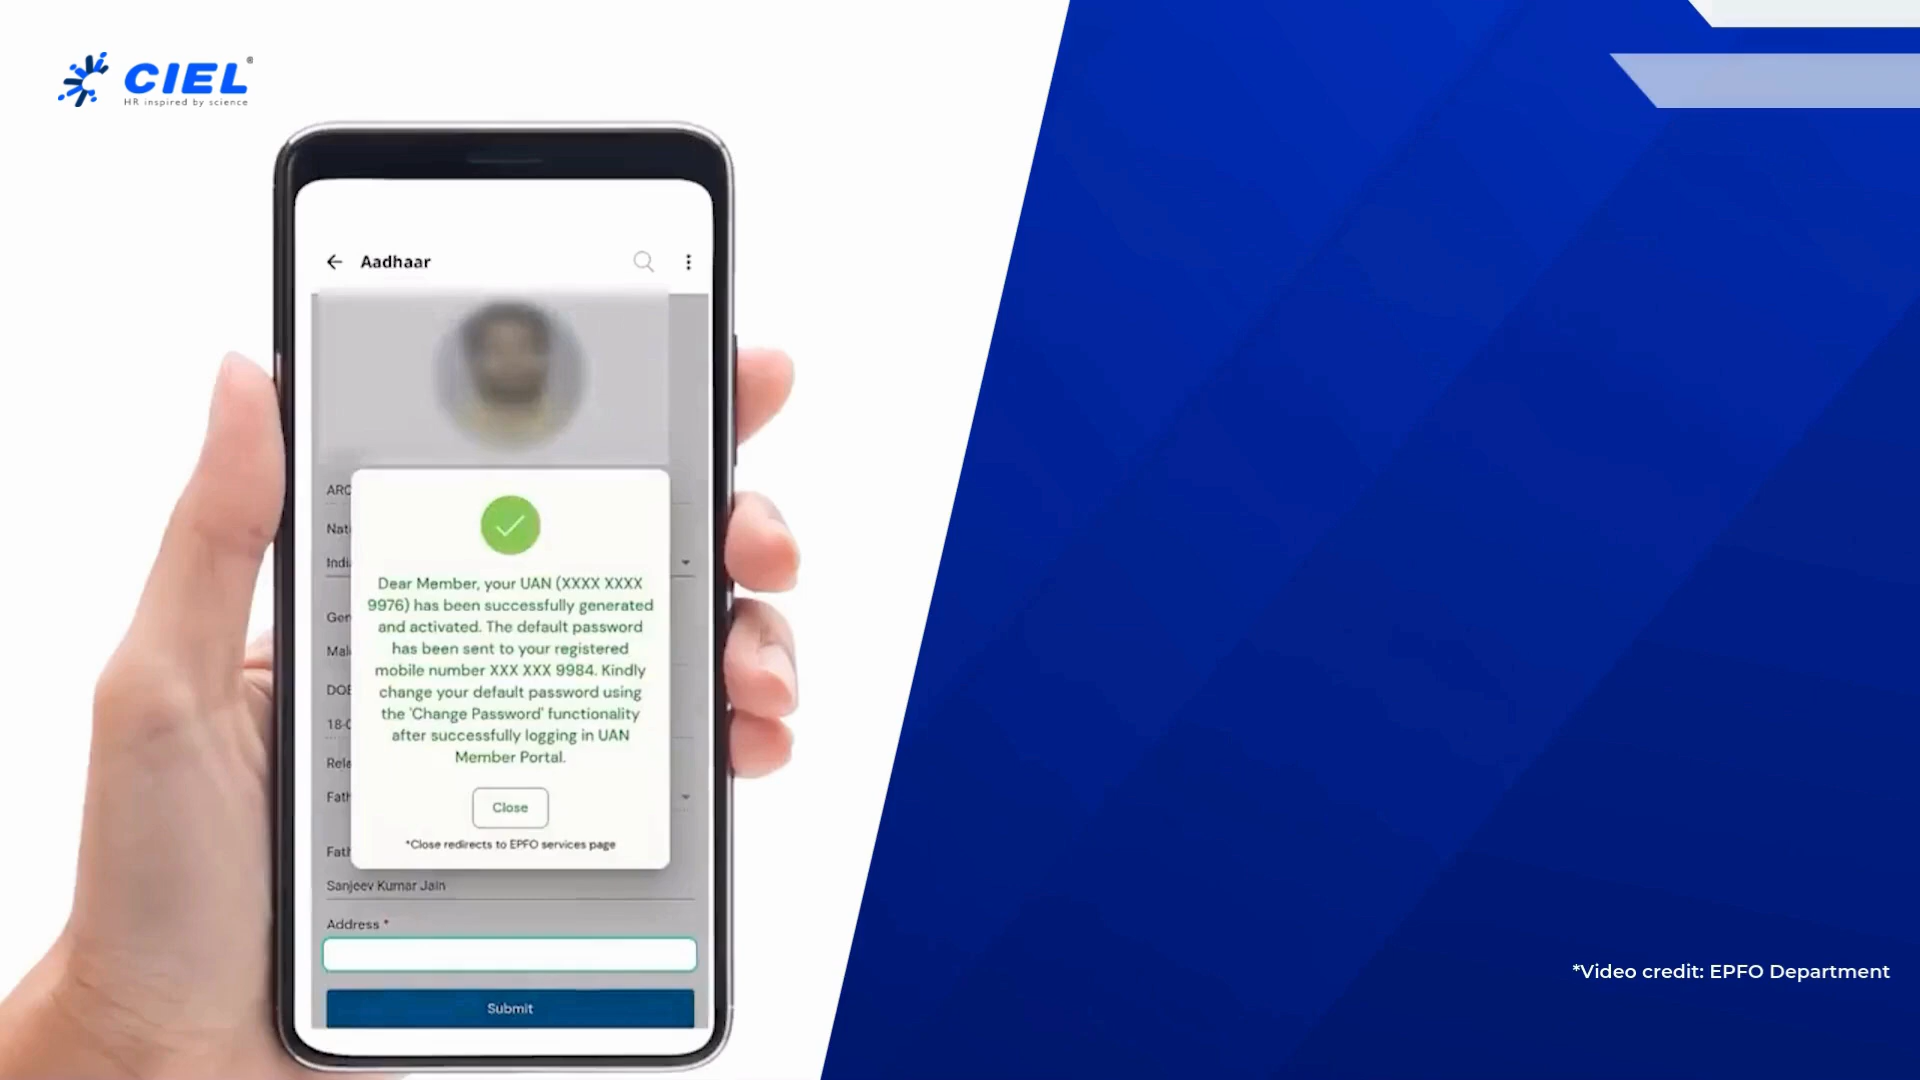 CIEL®
HR inspired by science
Aadhaar
Dear Member, your UAN (XXXX XXXX
9976) has been successfully generated
and activated. The default password
has been sent to your registered
mobile number XXX XXX 9984. Kindly
change your default password using
the 'Change Password' functionality
after successfully logging in UAN
Member Portal.
Close
*Close redirects to EPFO services page
Sanjeev Kumar Jain
Address *
Submit
*Video credit: EPFO Department